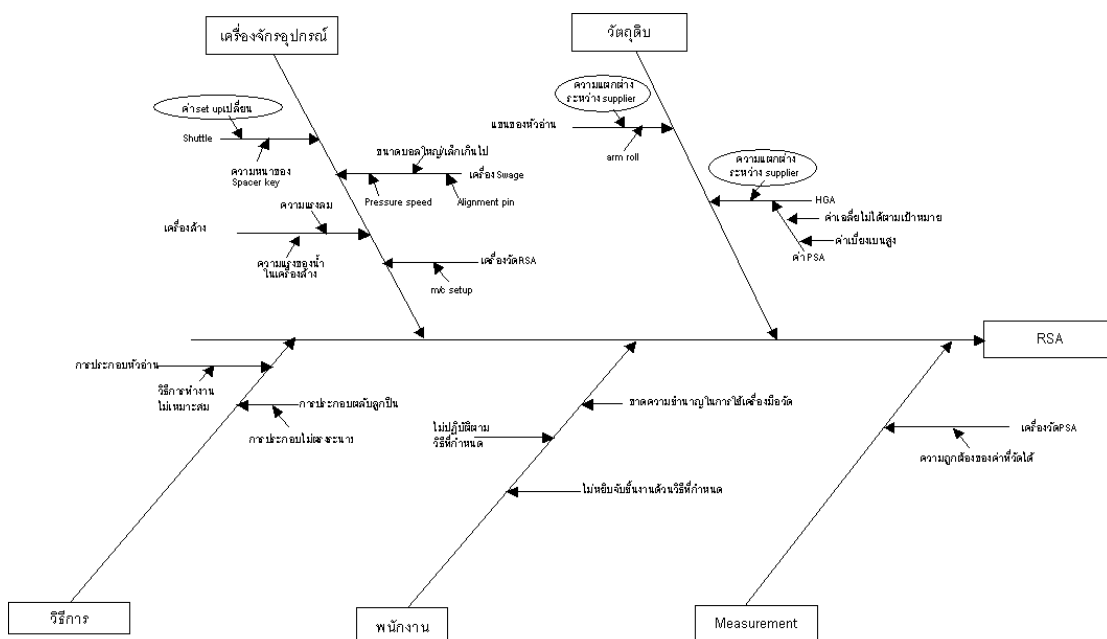 เครื่องจักรอุปกรณ์
วัตถุดิบ
ค่าset upเปลี่ยน
Shuttle
ความหนาของ
Spacer key
ขนาดบอลใหญ่/เล็กเกินไป
เครื่อง Swage
Pressure speed
Alignment pin
ความแรงลม
เครื่องล้าง
ความแรงของน้ำ
ในเครื่องล้าง
เครื่องวัดRSA
m/c setup
ความแตกต่าง
ระหว่าง supplier
แขนของหัวอ่าน
arm roll
ความแตกต่าง
ระหว่าง supplier
HGA
ค่าเฉลี่ยไม่ได้ตามเป้าหมาย
ค่าเบี่ยงเบนสูง
ค่า PSA
RSA
การประกอบหัวอ่าน
วิธีการทำงาน
ไม่เหมาะสม
การประกอบตลับลูกปืน
การประกอบไม่ตรงระนาบ
ขาดความชำนาญในการใช้เครื่องมือวัด
ไม่ปฏิบัติตาม
วิธีที่กำหนด
ไม่หยิบจับชิ้นงานด้วนวิธีที่กำหนด
เครื่องวัดPSA
ความถูกต้องของค่าที่วัดได้
วิธีการ
พนักงาน
Measurement